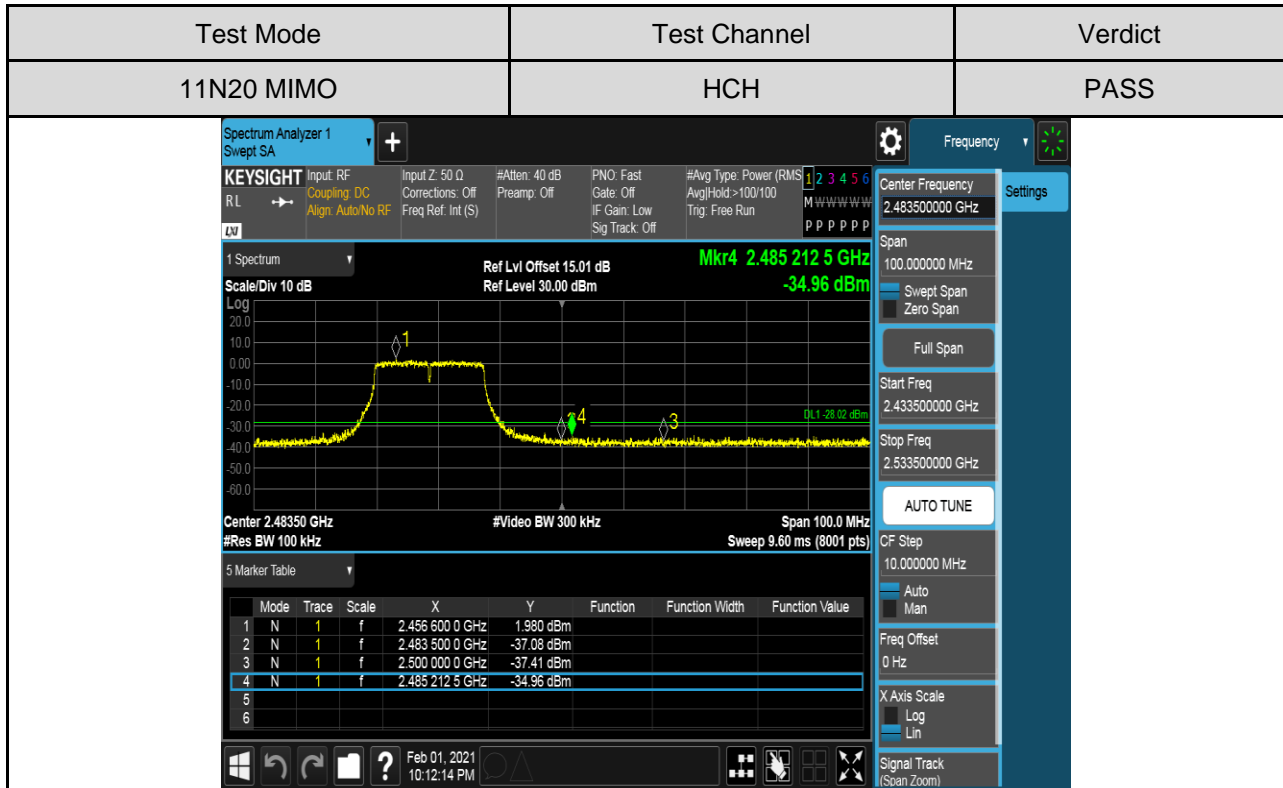 Test Mode Test Channel Verdict
11N20 MIMO HCH PASS
Spectrum Analyzer 1
Swept SA
+
Frequency
KEYSIGHT
RL
LXI
Input: RF
Coupling: DC
Align: Auto/No RF
Input Z: 50 Ω
Corrections: Off
Freq Ref: Int (S)
#Atten: 40 dB
Preamp: Off
PNO: Fast
Gate: Off
IF Gain: Low
Sig Track: Off
#Avg Type: Power (RMS
Avg|Hold:>100/100
Trig: Free Run
1 2 3 4 5 6
M W W W W W
P P P P P P
1 Spectrum
Scale/Div 10 dB
Ref Lvl Offset 15.01 dB
Ref Level 30.00 dBm
Mkr4 2.485 212 5 GHz
-34.96 dBm
Log
20.0
10.0
0.00
-10.0
-20.0
-30.0
-40.0
-50.0
-60.0
1
4
3
DL1 -28.02 dBm
Center 2.48350 GHz #Video BW 300 kHz Span 100.0 MHz
#Res BW 100 kHz Sweep 9.60 ms (8001 pts)
5 Marker Table
Mode Trace Scale X Y Function Function Width Function Value
1 N 1 f 2.456 600 0 GHz 1.980 dBm
2 N 1 f 2.483 500 0 GHz -37.08 dBm
3 N 1 f 2.500 000 0 GHz -37.41 dBm
4 N 1 f 2.485 212 5 GHz -34.96 dBm
5
6
?
Feb 01, 2021
10:12:14 PM
Center Frequency
2.483500000 GHz
Settings
Span
100.000000 MHz
Swept Span
Zero Span
Full Span
Start Freq
2.433500000 GHz
Stop Freq
2.533500000 GHz
AUTO TUNE
CF Step
10.000000 MHz
Auto
Man
Freq Offset
0 Hz
X Axis Scale
Log
Lin
Signal Track
(Span Zoom)